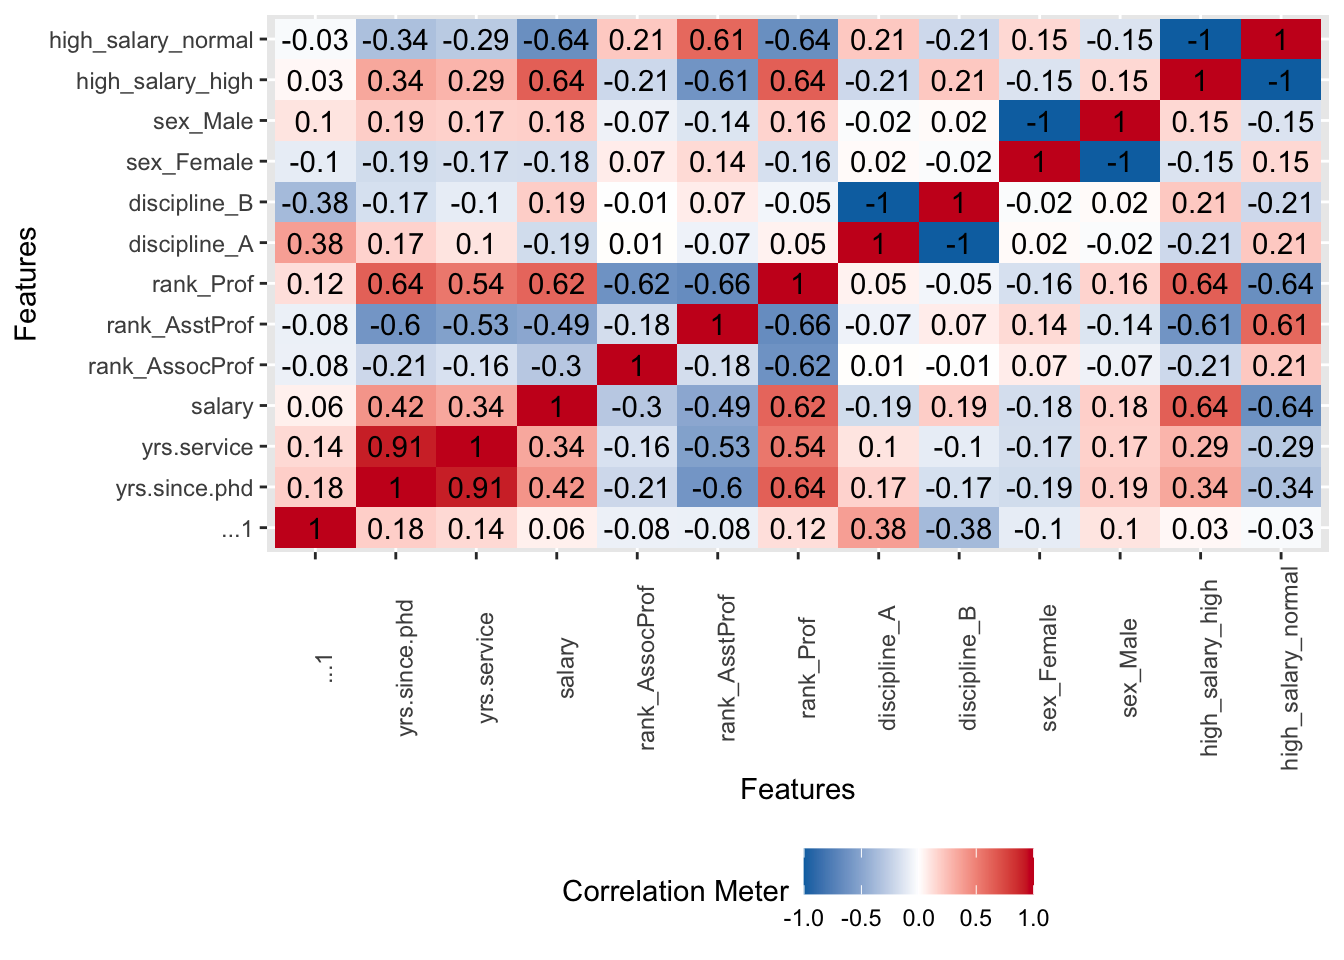 high_salary_normal -0.03 -0.34 -0.29 -0.64 0.21 0.61 -0.64 0.21 -0.21 0.15 -0.15 -1 1
high_salary_high 0.03 0.34 0.29 0.64 -0.21 -0.61 0.64 -0.21 0.21 -0.15 0.15 1 -1
sex_Male 0.1 0.19 0.17 0.18 -0.07 -0.14 0.16 -0.02 0.02 -1 1 0.15 -0.15
sex_Female -0.1 -0.19 -0.17 -0.18 0.07 0.14 -0.16 0.02 -0.02 1 -1 -0.15 0.15
discipline_B -0.38 -0.17 -0.1 0.19 -0.01 0.07 -0.05 -1 1 -0.02 0.02 0.21 -0.21
discipline_A 0.38 0.17 0.1 -0.19 0.01 -0.07 0.05 1 -1 0.02 -0.02 -0.21 0.21
rank_Prof 0.12 0.64 0.54 0.62 -0.62 -0.66 1 0.05 -0.05 -0.16 0.16 0.64 -0.64
rank_AsstProf -0.08 -0.6 -0.53 -0.49 -0.18 1 -0.66 -0.07 0.07 0.14 -0.14 -0.61 0.61
rank_AssocProf -0.08 -0.21 -0.16 -0.3 1 -0.18 -0.62 0.01 -0.01 0.07 -0.07 -0.21 0.21
salary 0.06 0.42 0.34 1 -0.3 -0.49 0.62 -0.19 0.19 -0.18 0.18 0.64 -0.64
yrs.service 0.14 0.91 1 0.34 -0.16 -0.53 0.54 0.1 -0.1 -0.17 0.17 0.29 -0.29
yrs.since.phd 0.18 1 0.91 0.42 -0.21 -0.6 0.64 0.17 -0.17 -0.19 0.19 0.34 -0.34
...1 1 0.18 0.14 0.06 -0.08 -0.08 0.12 0.38 -0.38 -0.1 0.1 0.03 -0.03
Features
...1
yrs.since.phd
yrs.service
salary
rank_AssocProf
rank_AsstProf
rank_Prof
discipline_A
discipline_B
sex_Female
sex_Male
high_salary_high
high_salary_normal
Features
Correlation Meter
-1.0 -0.5 0.0 0.5 1.0